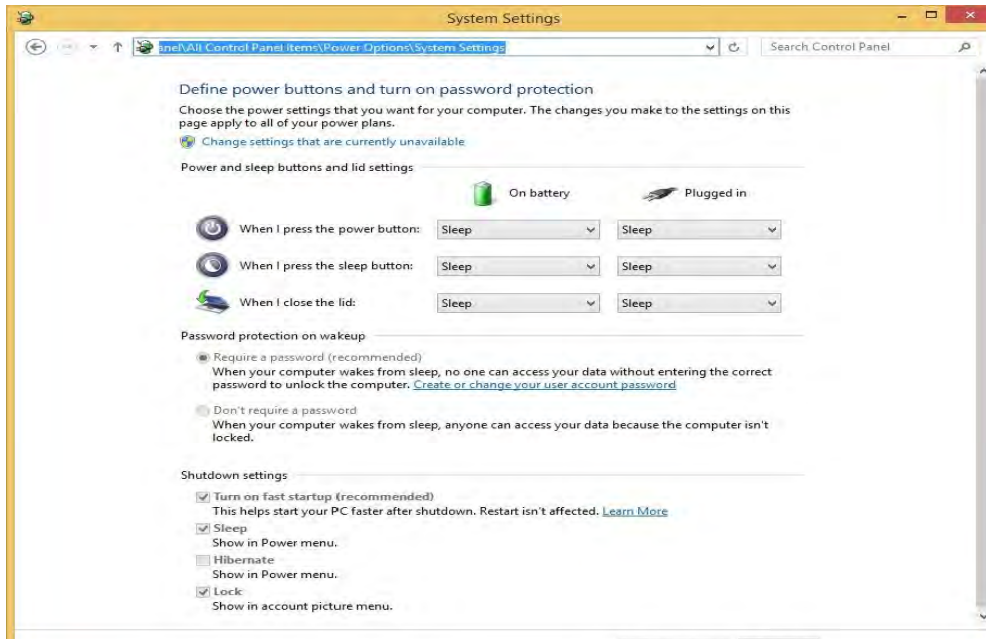 System Settings
anel\All Control Panel Items\Power Options\System Settings
Search Control Panel
Define power buttons and turn on password protection
Choose the power settings that you want for your computer. The changes you make to the settings on this
page apply to all of your power plans.
Change settings that are currently unavailable
Power and sleep buttons and lid settings
On battery Plugged in
When I press the power button: Sleep Sleep
When I press the sleep button: Sleep Sleep
When I close the lid: Sleep Sleep
Password protection on wakeup
Require a password (recommended)
When your computer wakes from sleep, no one can access your data without entering the correct
password to unlock the computer. Create or change your user account password
Don't require a password
When your computer wakes from sleep, anyone can access your data because the computer isn't
locked.
Shutdown settings
Turn on fast startup (recommended)
This helps start your PC faster after shutdown. Restart isn't affected. Learn More
Sleep
Show in Power menu.
Hibernate
Show in Power menu.
Lock
Show in account picture menu.